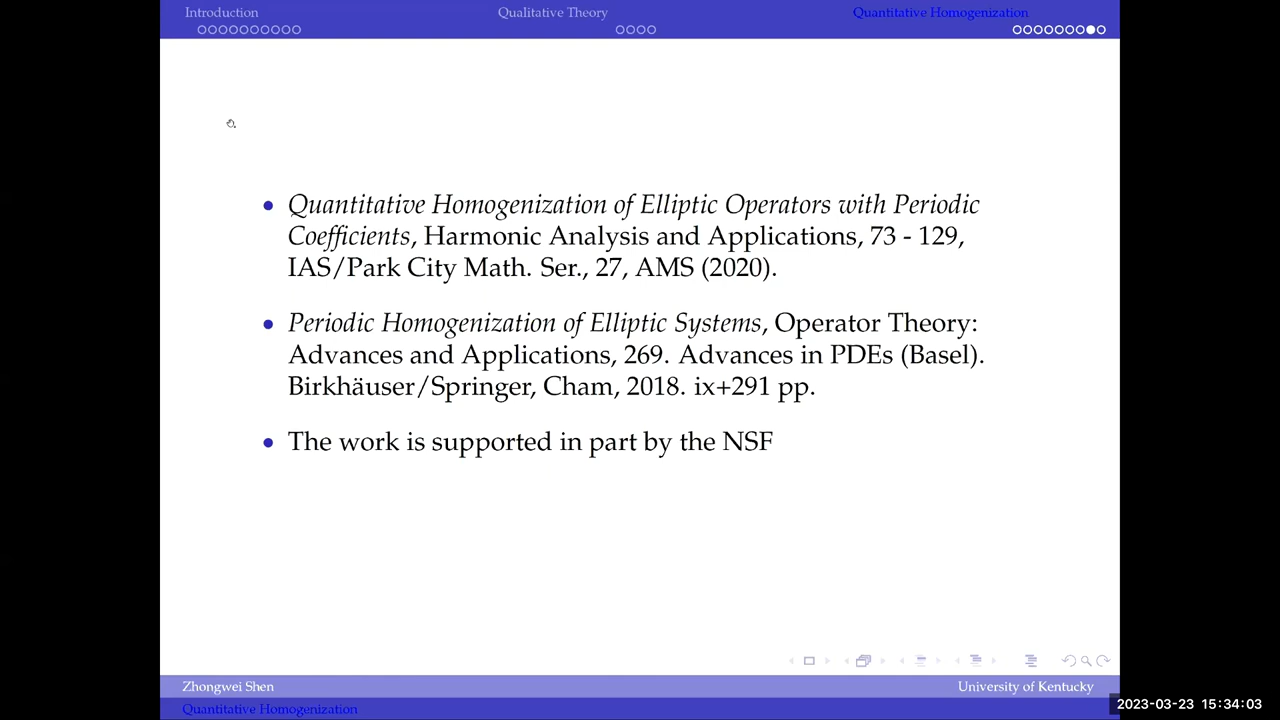 Introduction
Qualitative Theory
Quantitative Homogenization
Quantitative Homogenization of Elliptic Operators with Periodic
Coefficients, Harmonic Analysis and Applications, 73 - 129,
IAS/Park City Math. Ser., 27, AMS (2020).
Periodic Homogenization of Elliptic Systems, Operator Theory:
Advances and Applications, 269. Advances in PDEs (Basel).
Birkhäuser/Springer, Cham, 2018. ix+291 pp.
The work is supported in part by the NSF
Zhongwei Shen
University of Kentucky
Quantitative Homogenization
2023-03-23 15:34:03